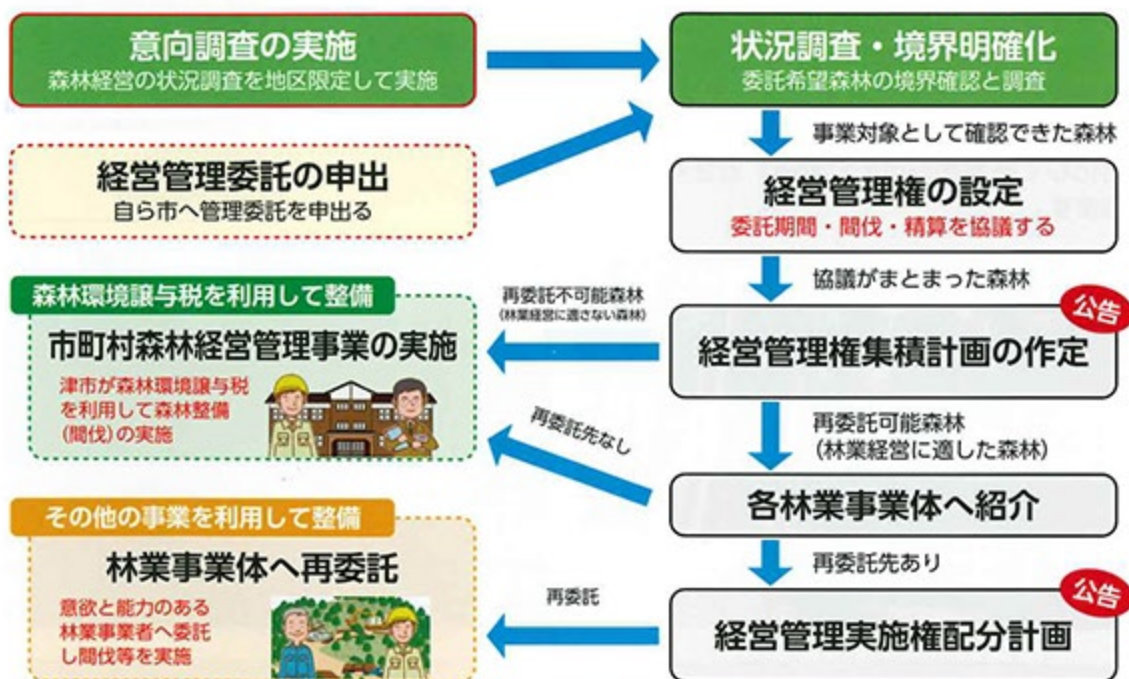 意向調査の実施
森林経営の状況調査を地区限定して実施
状況調査・境界明確化
委託希望森林の境界確認と調査
事業対象として確認できた森林
経営管理委託の申出
自ら市へ管理委託を申出る
経営管理権の設定
委託期間・間伐・精算を協議する
協議がまとまった森林
森林環境譲与税を利用して整備
市町村森林経営管理事業の実施
津市が森林環境譲与税
を利用して森林整備
(間伐)の実施
再委託不可能森林
(林業経営に適さない森林)
公告
経営管理権集積計画の作定
再委託可能森林
(林業経営に適した森林)
再委託先なし
各林業事業体へ紹介
再委託先あり
その他の事業を利用して整備
林業事業体へ再委託
意欲と能力のある
林業事業者へ委託
し間伐等を実施
再委託
公告
経営管理実施権配分計画